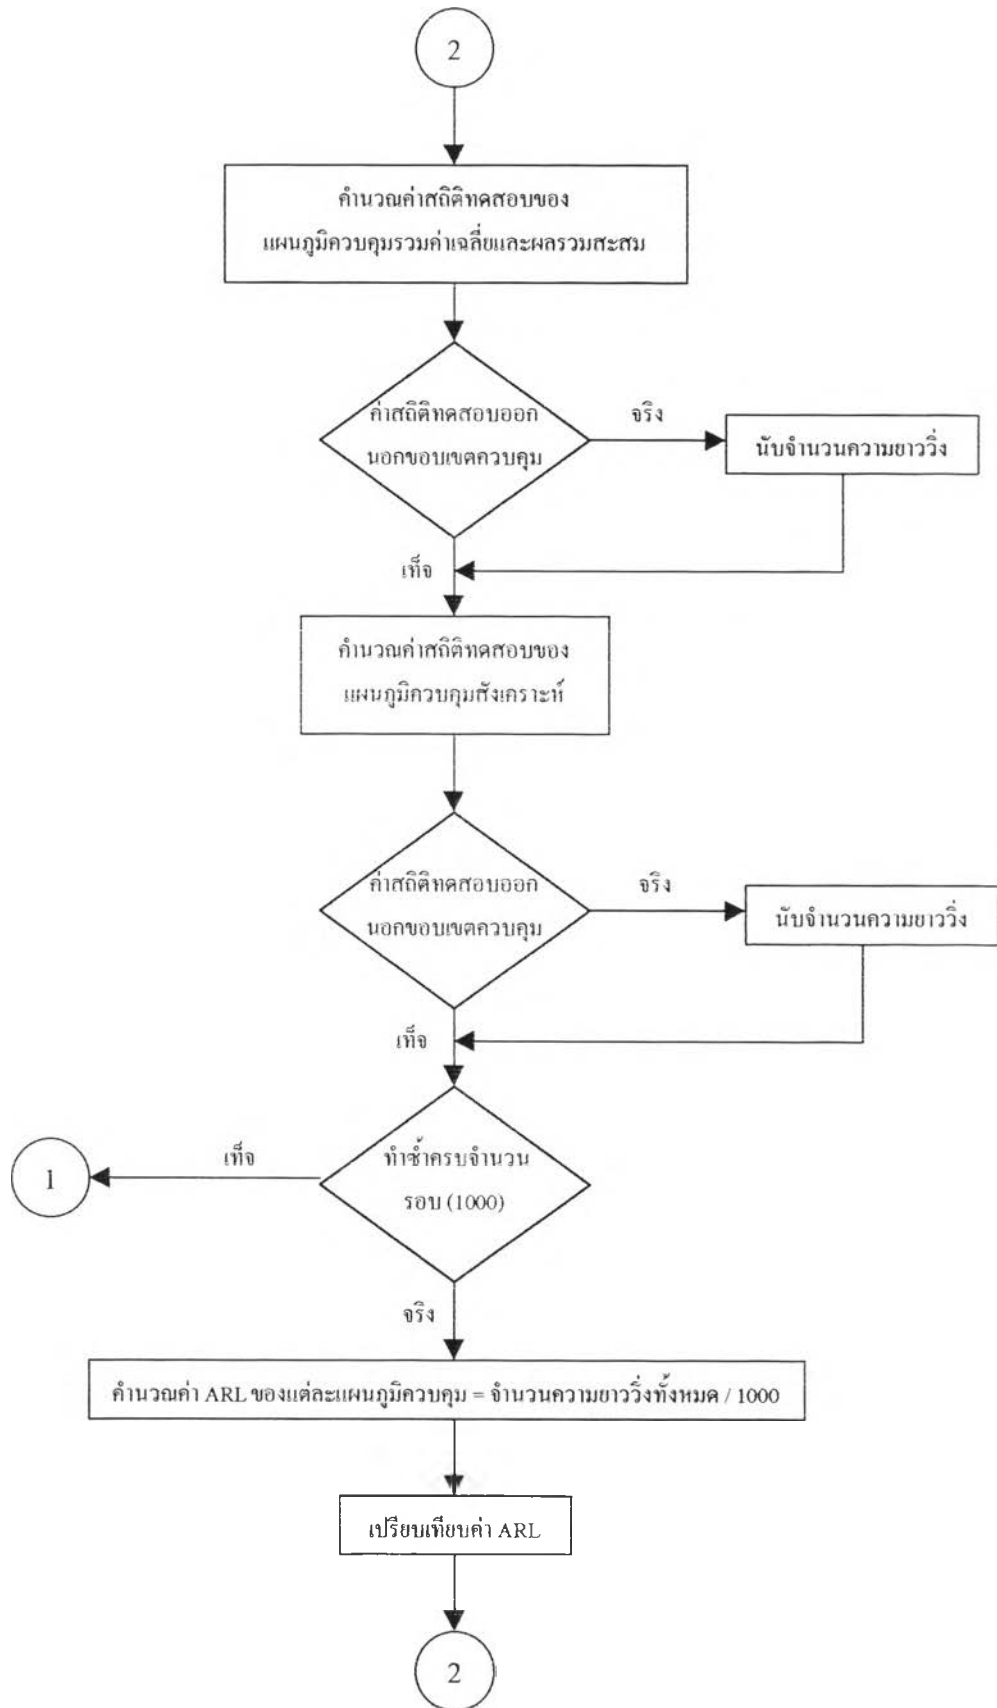 2
คำนวณค่าสถิติทดสอบของ
แผนภูมิควบคุมรวมค่าเฉลี่ยและผลรวมสะสม
ค่าสถิติทดสอบออก
นอกขอบเขตควบคุม
จริง
นับจำนวนความยาววิ่ง
เท็จ
คำนวณค่าสถิติทดสอบของ
แผนภูมิควบคุมสังเคราะห์
ค่าสถิติทดสอบออก
นอกขอบเขตควบคุม
จริง
นับจำนวนความยาววิ่ง
เท็จ
ทำซ้ำครบจำนวน
รอบ (1000)
เท็จ
1
จริง
คำนวณค่า ARL ของแต่ละแผนภูมิควบคุม = จำนวนความยาววิ่งทั้งหมด / 1000
เปรียบเทียบค่า ARL
2